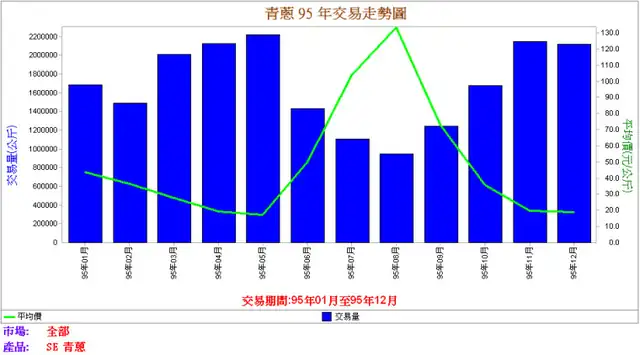 青蔥 95 年交易走勢圖
交易量(公斤)
2200000
2000000
1800000
1600000
1400000
1200000
1000000
800000
600000
400000
200000
0
平均價(元/公斤)
130.0
120.0
110.0
100.0
90.0
80.0
70.0
60.0
50.0
40.0
30.0
20.0
10.0
0.0
95年01月
95年02月
95年03月
95年04月
95年05月
95年06月
95年07月
95年08月
95年09月
95年10月
95年11月
95年12月
交易期間:95年01月至95年12月
平均價 交易量
市場: 全部
產品: SE 青蔥